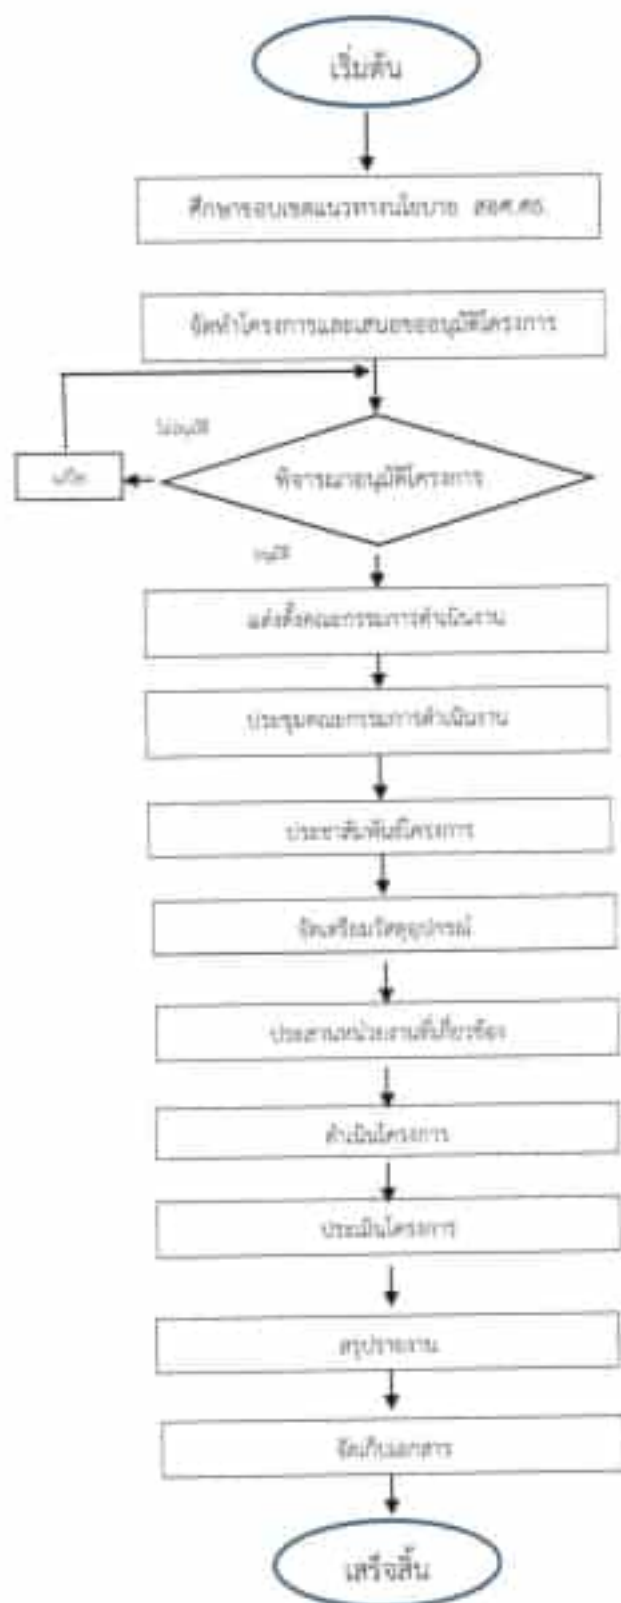 เริ่มต้น
ศึกษาขอบเขตแนวทางนโยบาย สอศ.ศธ.
จัดทำโครงการและเสนอขออนุมัติโครงการ
ไม่อนุมัติ
แก้ไข
พิจารณาอนุมัติโครงการ
อนุมัติ
แต่งตั้งคณะกรรมการดำเนินงาน
ประชุมคณะกรรมการดำเนินงาน
ประชาสัมพันธ์โครงการ
จัดเตรียมวัสดุอุปกรณ์
ประสานหน่วยงานที่เกี่ยวข้อง
ดำเนินโครงการ
ประเมินโครงการ
สรุปรายงาน
จัดเก็บเอกสาร
เสร็จสิ้น